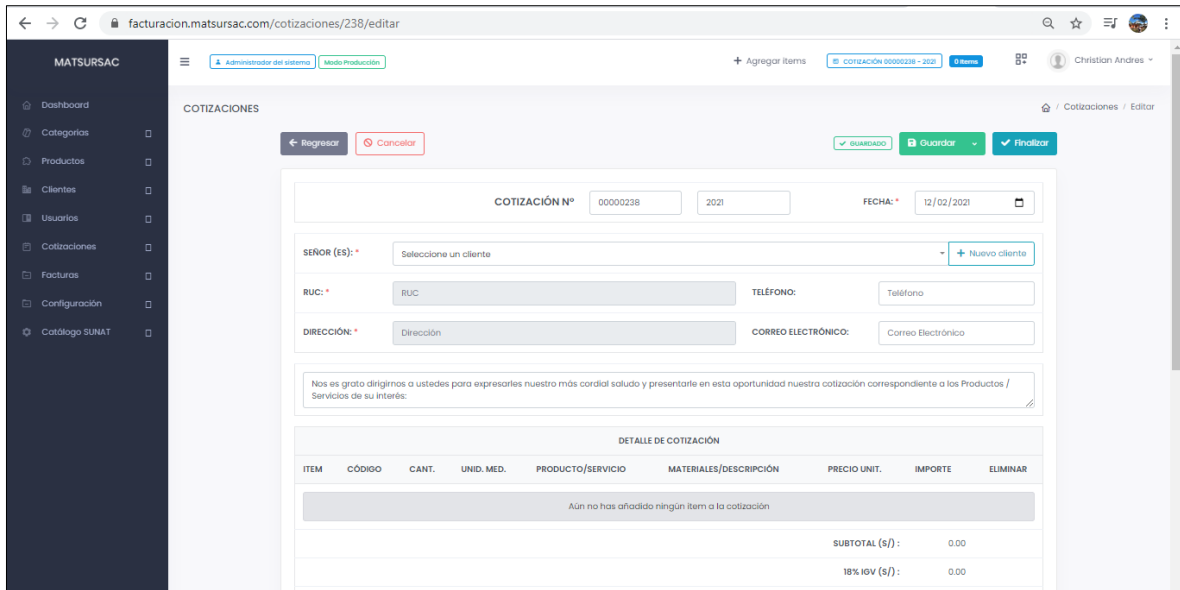 facturacion.matsursac.com/cotizaciones/238/editar
MATSURSAC
Administrador del sistema Modo Producción + Agregar items COTIZACIÓN 00000238 - 2021 0 Items Christian Andres
Dashboard
Categorias
Productos
Clientes
Usuarios
Cotizaciones
Facturas
Configuración
Catálogo SUNAT
COTIZACIONES / Cotizaciones / Editar
Regresar Cancelar GUARDADO Guardar Finalizar
COTIZACIÓN Nº 00000238 2021 FECHA: * 12/02/2021
SEÑOR (ES): * Seleccione un cliente + Nuevo cliente
RUC: * RUC TELÉFONO: Teléfono
DIRECCIÓN: * Dirección CORREO ELECTRÓNICO: Correo Electrónico
Nos es grato dirigirnos a ustedes para expresarles nuestro más cordial saludo y presentarle en esta oportunidad nuestra cotización correspondiente a los Productos /
Servicios de su interés:
DETALLE DE COTIZACIÓN
ITEM CÓDIGO CANT. UNID. MED. PRODUCTO/SERVICIO MATERIALES/DESCRIPCIÓN PRECIO UNIT. IMPORTE ELIMINAR
Aún no has añadido ningún ítem a la cotización
SUBTOTAL (S/) : 0.00
18% IGV (S/) : 0.00